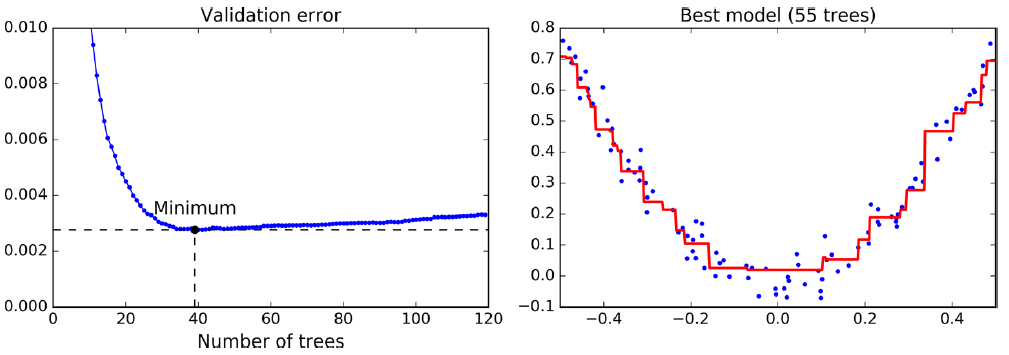 Validation error
0.010
0.008
0.006
0.004
0.002
0.000
Minimum
0 20 40 60 80 100 120
Number of trees
Best model (55 trees)
0.8
0.7
0.6
0.5
0.4
0.3
0.2
0.1
0.0
−0.1
−0.4 −0.2 0.0 0.2 0.4